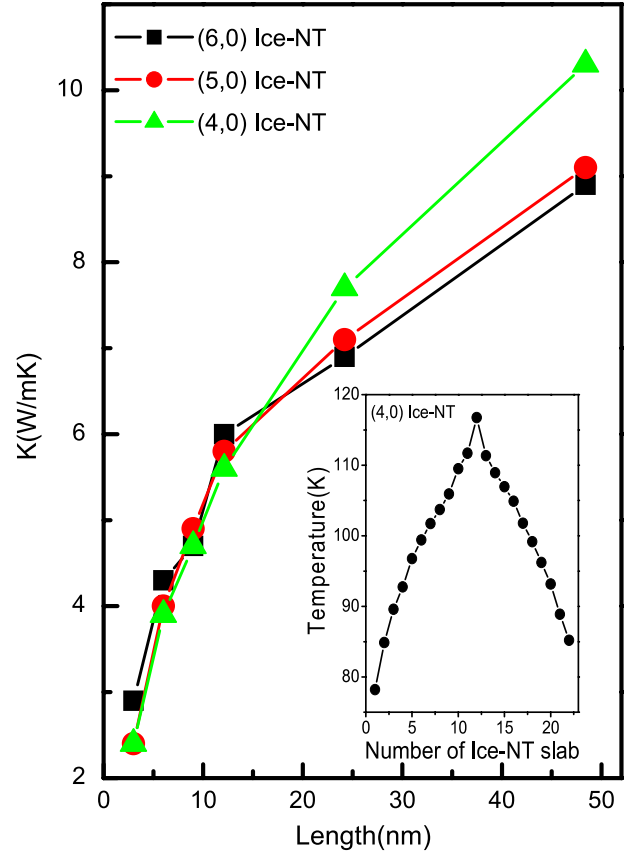 (6,0) Ice-NT
(5,0) Ice-NT
(4,0) Ice-NT
10
8
6
4
2
K(W/mK)
0
10
20
30
40
50
Length(nm)
(4,0) Ice-NT
120
110
100
90
80
Temperature(K)
0
5
10
15
20
Number of Ice-NT slab